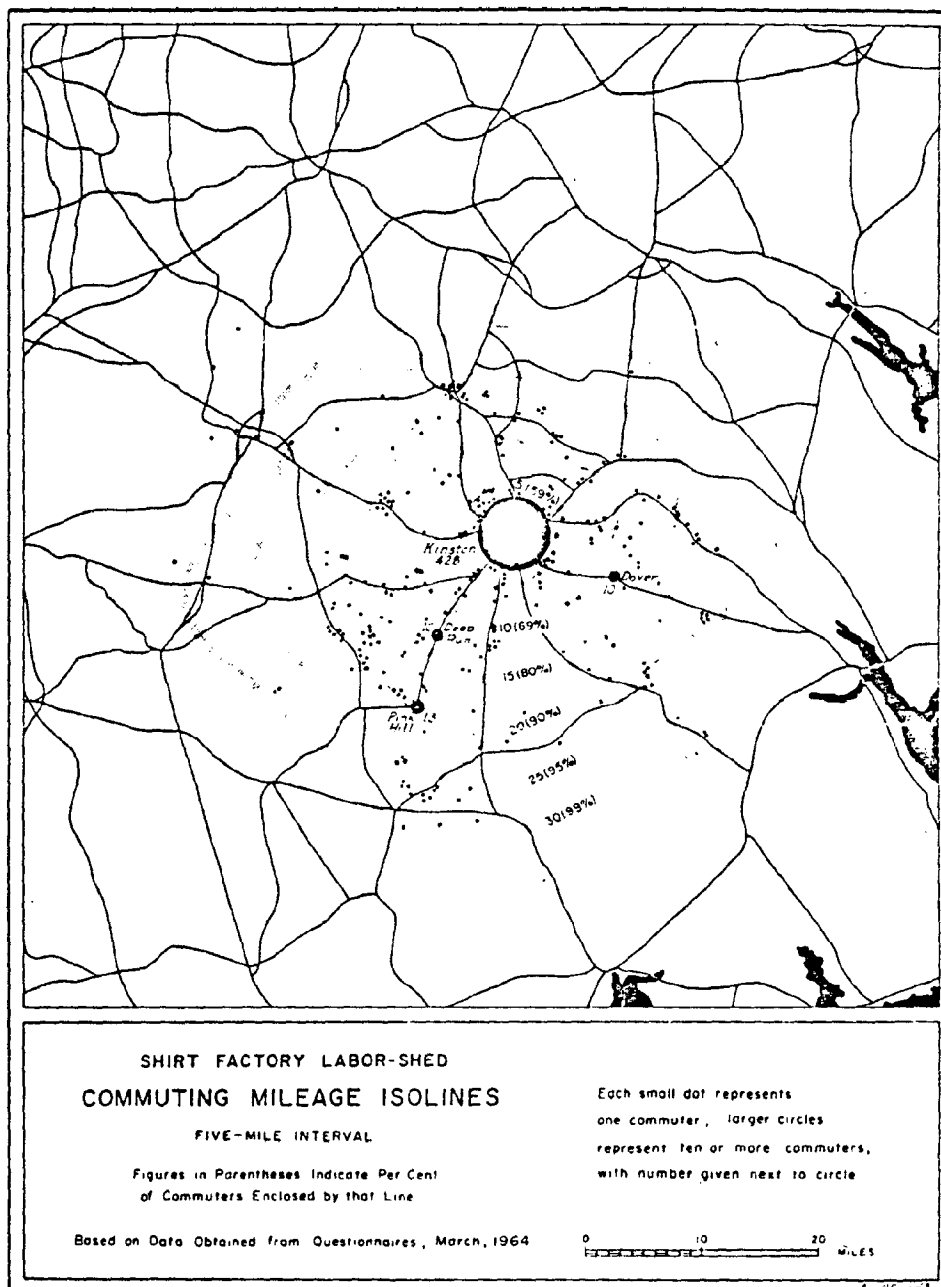 5(59%)
Kinston
428
Dover
10
Deep
Run
10(69%)
15(80%)
Pink 13
Hill
20(90%)
25(95%)
30(99%)
SHIRT FACTORY LABOR-SHED
COMMUTING MILEAGE ISOLINES
FIVE-MILE INTERVAL
Figures in Parentheses Indicate Per Cent
of Commuters Enclosed by that Line
Based on Data Obtained from Questionnaires, March, 1964
Each small dot represents
one commuter, larger circles
represent ten or more commuters,
with number given next to circle
0 10 20
MILES